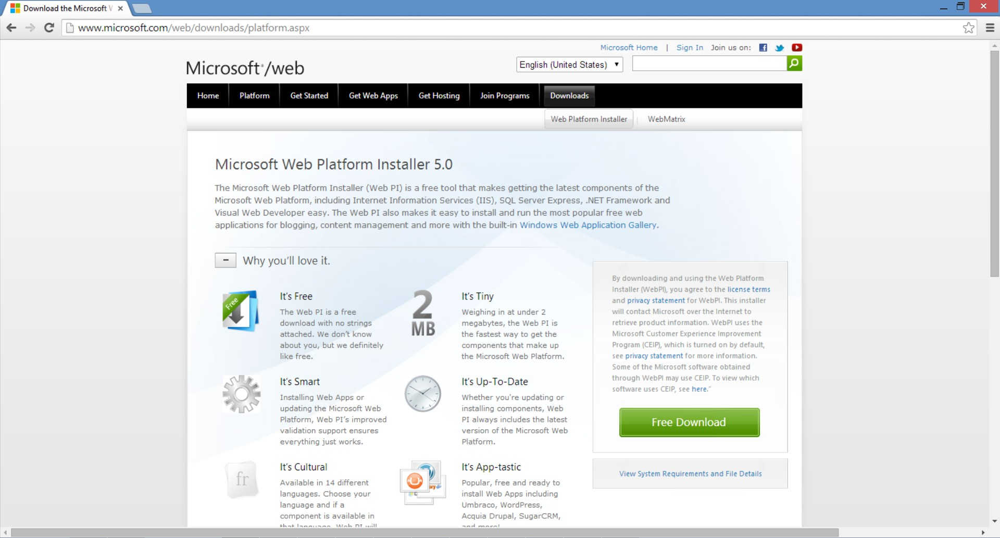 Download the Microsoft W
www.microsoft.com/web/downloads/platform.aspx
Microsoft Home | Sign In Join us on:
Microsoft /web
English (United States)
Home Platform Get Started Get Web Apps Get Hosting Join Programs Downloads
Web Platform Installer WebMatrix
Microsoft Web Platform Installer 5.0
The Microsoft Web Platform Installer (Web PI) is a free tool that makes getting the latest components of the
Microsoft Web Platform, including Internet Information Services (IIS), SQL Server Express, .NET Framework and
Visual Web Developer easy. The Web PI also makes it easy to install and run the most popular free web
applications for blogging, content management and more with the built-in Windows Web Application Gallery.
- Why you'll love it.
Free
It's Free
The Web PI is a free
download with no strings
attached. We don't know
about you, but we definitely
like free.
2
MB
It's Tiny
Weighing in at under 2
megabytes, the Web PI is
the fastest way to get the
components that make up
the Microsoft Web Platform.
It's Smart
Installing Web Apps or
updating the Microsoft Web
Platform, Web PI's improved
validation support ensures
everything just works.
It's Up-To-Date
Whether you're updating or
installing components, Web
PI always includes the latest
version of the Microsoft Web
Platform.
fr
It's Cultural
Available in 14 different
languages. Choose your
language and if a
component is available in
that language, Web PI will
It's App-tastic
Popular, free and ready to
install Web Apps including
Umbraco, WordPress,
Acquia Drupal, SugarCRM,
and more!
By downloading and using the Web Platform
Installer (WebPI), you agree to the license terms
and privacy statement for WebPI. This installer
will contact Microsoft over the Internet to
retrieve product information. WebPI uses the
Microsoft Customer Experience Improvement
Program (CEIP), which is turned on by default,
see privacy statement for more information.
Some of the Microsoft software obtained
through WebPI may use CEIP. To view which
software uses CEIP, see here."
Free Download
View System Requirements and File Details